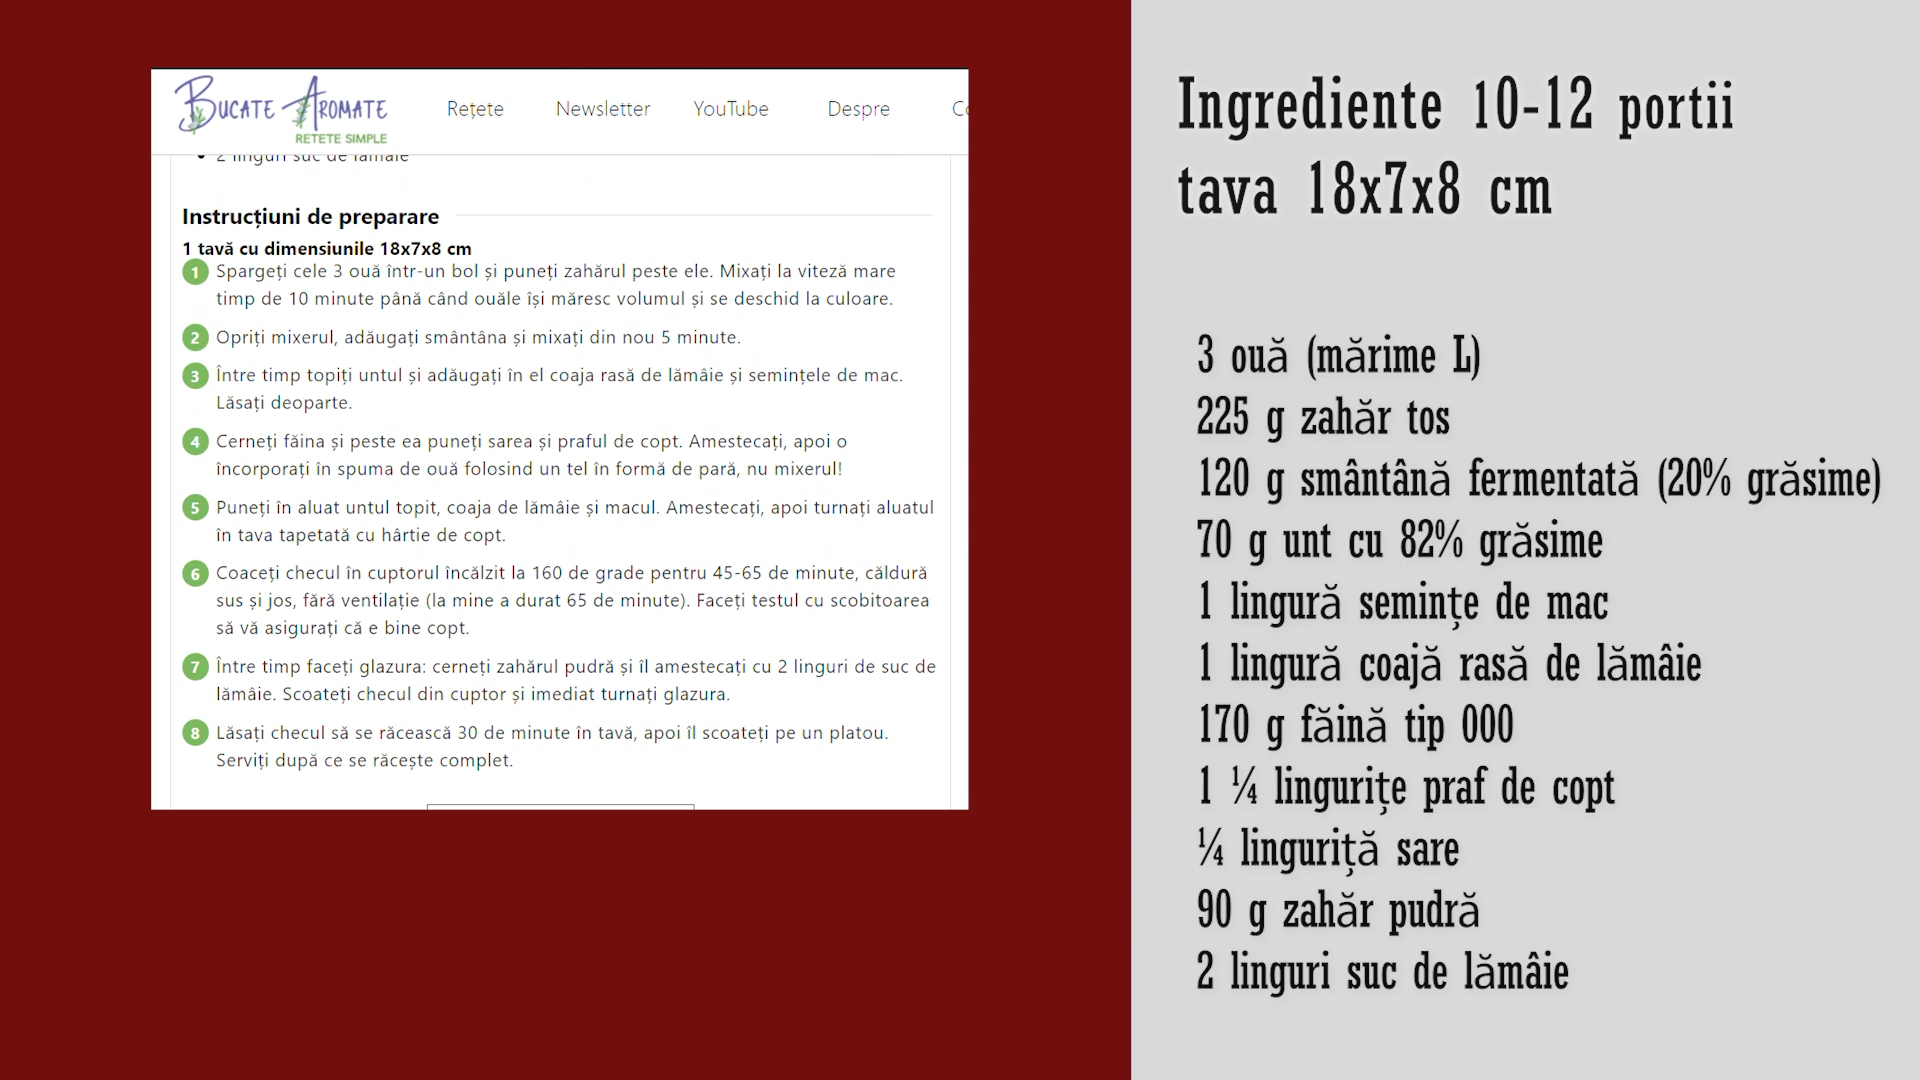 BUCATE AROMATE
RETETE SIMPLE
Rețete Newsletter YouTube Despre
2 linguri suc de lămâie
Instrucțiuni de preparare
1 tavă cu dimensiunile 18x7x8 cm
1 Spargeți cele 3 ouă într-un bol și puneți zahărul peste ele. Mixați la viteză mare
timp de 10 minute până când ouăle își măresc volumul și se deschid la culoare.
2 Opriți mixerul, adăugați smântâna și mixați din nou 5 minute.
3 Între timp topiți untul și adăugați în el coaja rasă de lămâie și semințele de mac.
Lăsați deoparte.
4 Cerneți făina și peste ea puneți sarea și praful de copt. Amestecați, apoi o
încorporați în spuma de ouă folosind un tel în formă de pară, nu mixerul!
5 Puneți în aluat untul topit, coaja de lămâie și macul. Amestecați, apoi turnați aluatul
în tava tapetată cu hârtie de copt.
6 Coaceți checul în cuptorul încălzit la 160 de grade pentru 45-65 de minute, căldură
sus și jos, fără ventilație (la mine a durat 65 de minute). Faceți testul cu scobitoarea
să vă asigurați că e bine copt.
7 Între timp faceți glazura: cerneți zahărul pudră și îl amestecați cu 2 linguri de suc de
lămâie. Scoateți checul din cuptor și imediat turnați glazura.
8 Lăsați checul să se răcească 30 de minute în tavă, apoi îl scoateți pe un platou.
Serviți după ce se răcește complet.
Ingrediente 10-12 portii
tava 18x7x8 cm
3 ouă (mărime L)
225 g zahăr tos
120 g smântână fermentată (20% grăsime)
70 g unt cu 82% grăsime
1 lingură semințe de mac
1 lingură coajă rasă de lămâie
170 g făină tip 000
1 ¼ lingurițe praf de copt
¼ linguriță sare
90 g zahăr pudră
2 linguri suc de lămâie